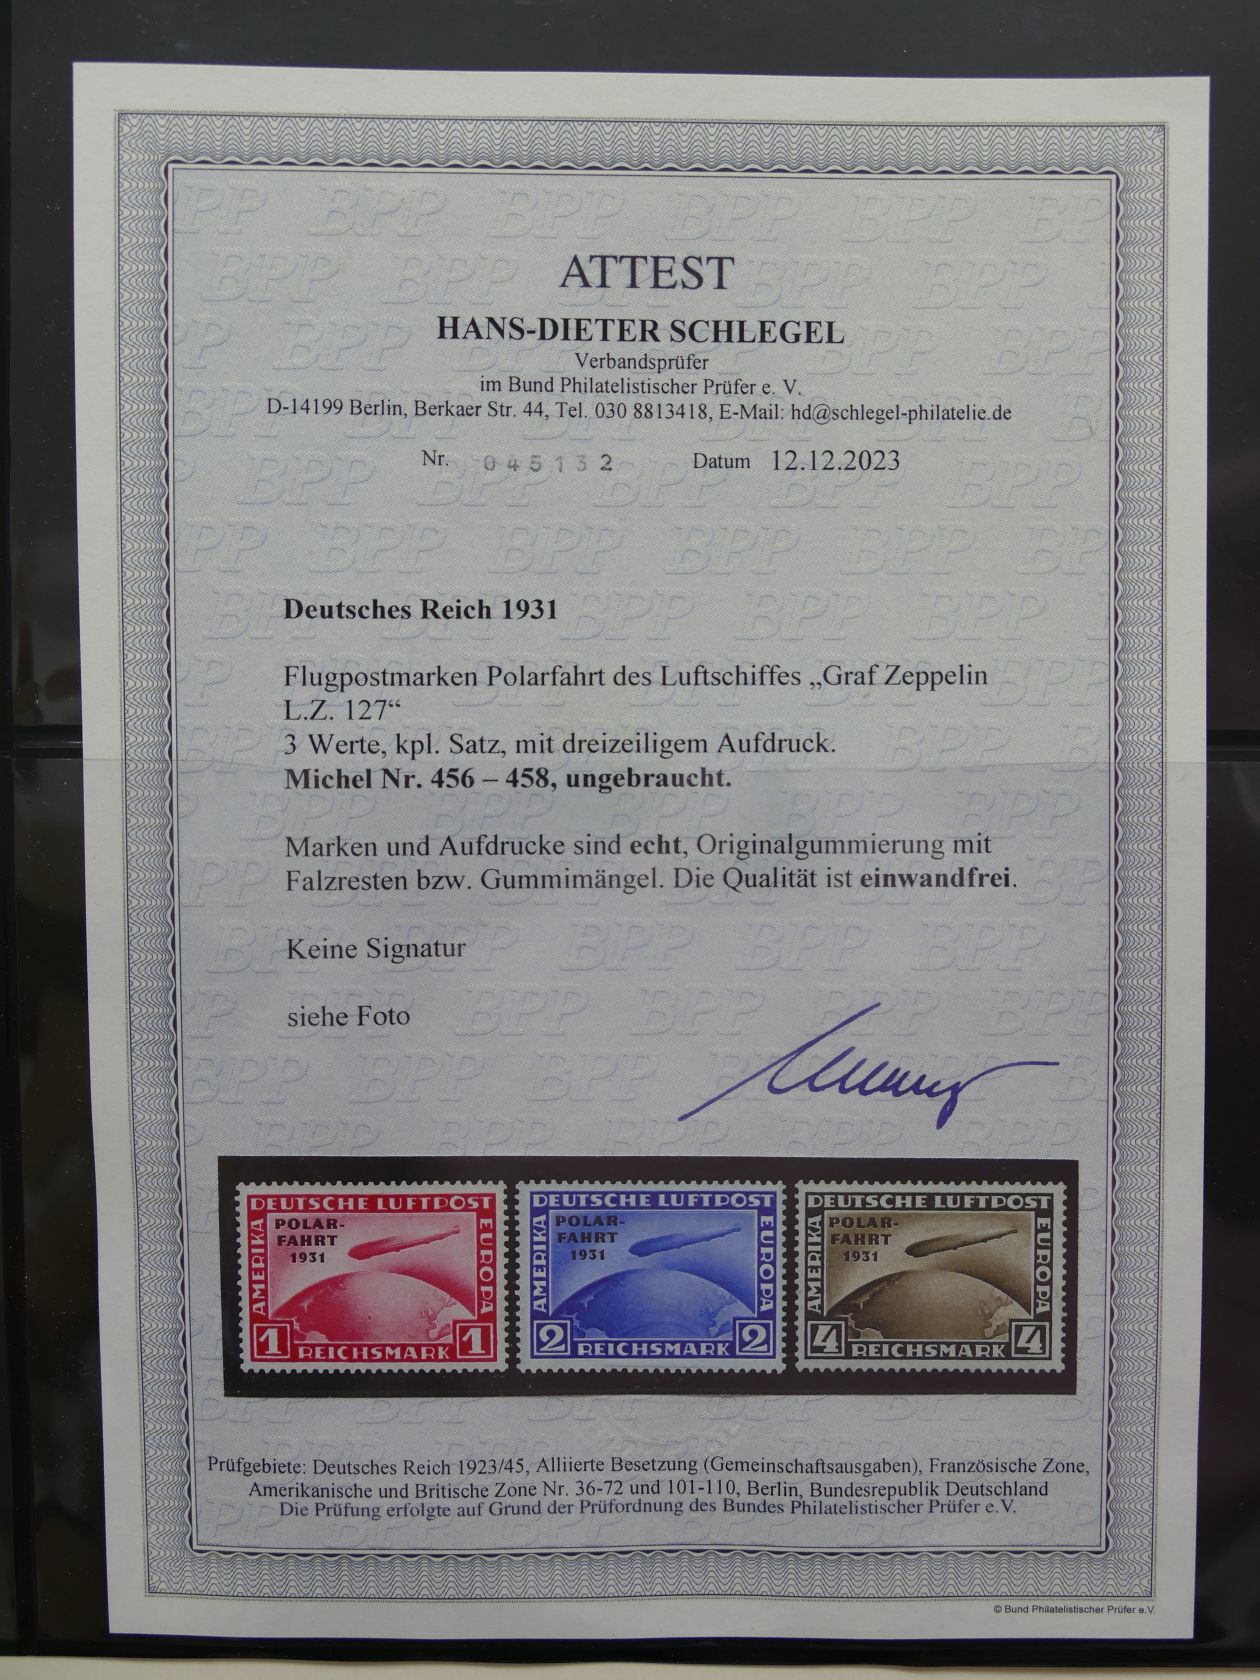 ATTEST
HANS-DIETER SCHLEGEL
Verbandsprüfer
im Bund Philatelistischer Prüfer e. V.
D-14199 Berlin, Berkaer Str. 44, Tel. 030 8813418, E-Mail: hd@schlegel-philatelie.de
Nr. 045132 Datum 12.12.2023
Deutsches Reich 1931
Flugpostmarken Polarfahrt des Luftschiffes „Graf Zeppelin
L.Z. 127“
3 Werte, kpl. Satz, mit dreizeiligem Aufdruck.
Michel Nr. 456 – 458, ungebraucht.
Marken und Aufdrucke sind echt, Originalgummierung mit
Falzresten bzw. Gummimängel. Die Qualität ist einwandfrei.
Keine Signatur
siehe Foto
DEUTSCHE LUFTPOST
AMERIKA
POLAR-
FAHRT
1931
EUROPA
1 REICHSMARK 1
DEUTSCHE LUFTPOST
AMERIKA
POLAR-
FAHRT
1931
EUROPA
2 REICHSMARK 2
DEUTSCHE LUFTPOST
AMERIKA
POLAR-
FAHRT
1931
EUROPA
4 REICHSMARK 4
Prüfgebiete: Deutsches Reich 1923/45, Alliierte Besetzung (Gemeinschaftsausgaben), Französische Zone,
Amerikanische und Britische Zone Nr. 36-72 und 101-110, Berlin, Bundesrepublik Deutschland
Die Prüfung erfolgte auf Grund der Prüfordnung des Bundes Philatelistischer Prüfer e.V.
© Bund Philatelistischer Prüfer e.V.